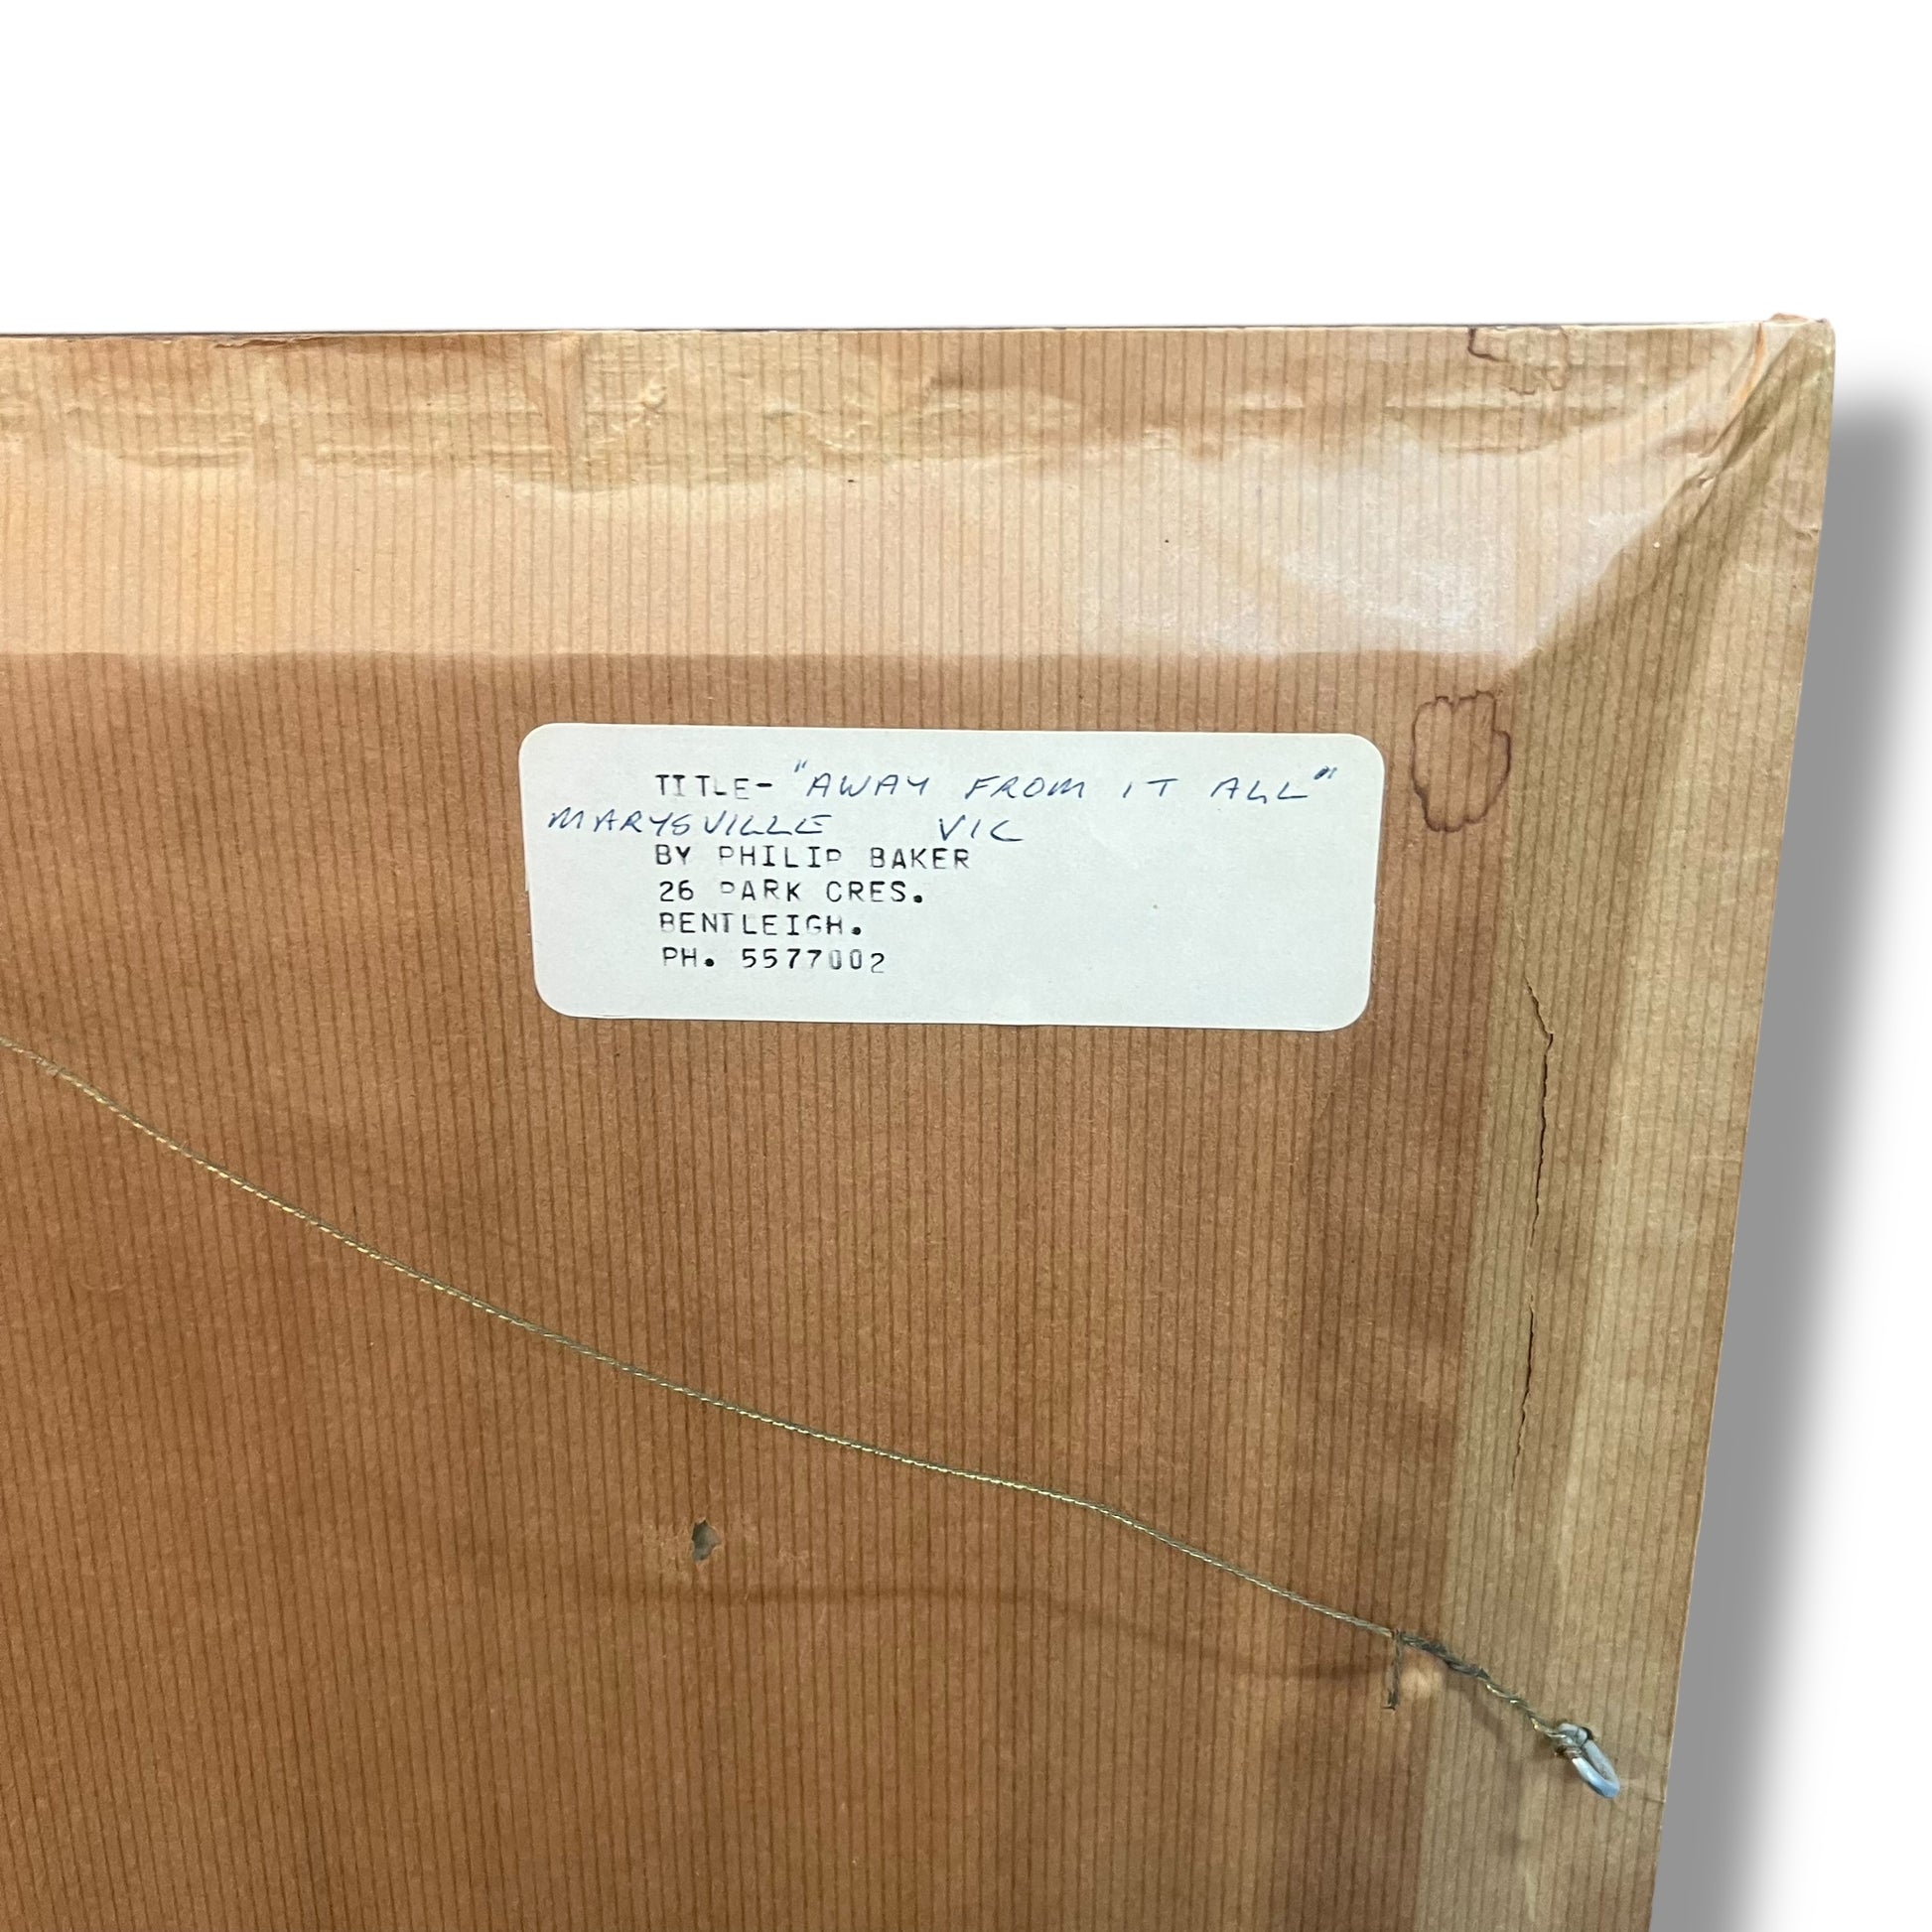 TITLE- "AWAY FROM IT ALL"
MARYSVILLE VIC
BY PHILIP BAKER
26 PARK CRES.
BENTLEIGH.
PH. 5577002